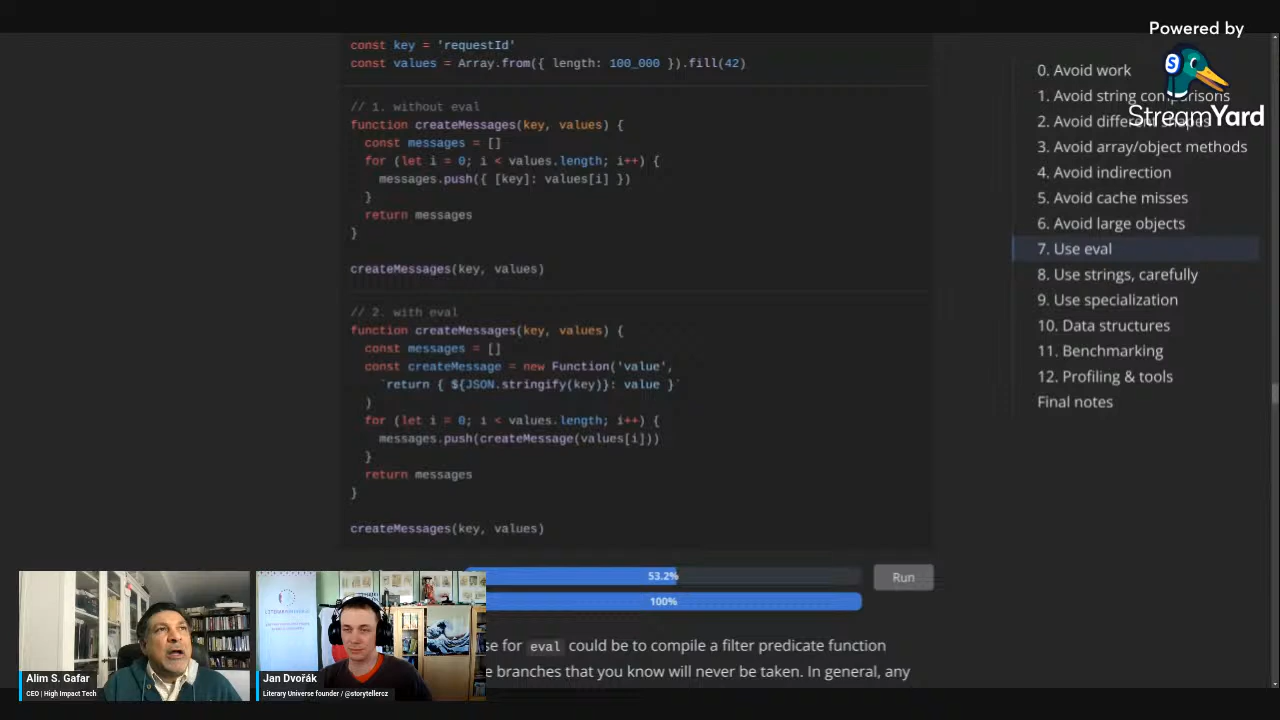 Powered by
StreamYard
const key = 'requestId'
const values = Array.from({ length: 100_000 }).fill(42)
// 1. without eval
function createMessages(key, values) {
const messages = []
for (let i = 0; i < values.length; i++) {
messages.push({ [key]: values[i] })
}
return messages
}
createMessages(key, values)
// 2. with eval
function createMessages(key, values) {
const messages = []
const createMessage = new Function('value',
`return { ${JSON.stringify(key)}: value }`
)
for (let i = 0; i < values.length; i++) {
messages.push(createMessage(values[i]))
}
return messages
}
createMessages(key, values)
53.2%
100%
Run
se for eval could be to compile a filter predicate function
e branches that you know will never be taken. In general, any
0. Avoid work
1. Avoid string comparisons
2. Avoid different shapes
3. Avoid array/object methods
4. Avoid indirection
5. Avoid cache misses
6. Avoid large objects
7. Use eval
8. Use strings, carefully
9. Use specialization
10. Data structures
11. Benchmarking
12. Profiling & tools
Final notes
Alim S. Gafar
CEO | High Impact Tech
Jan Dvořák
Literary Universe founder / @storytellercz